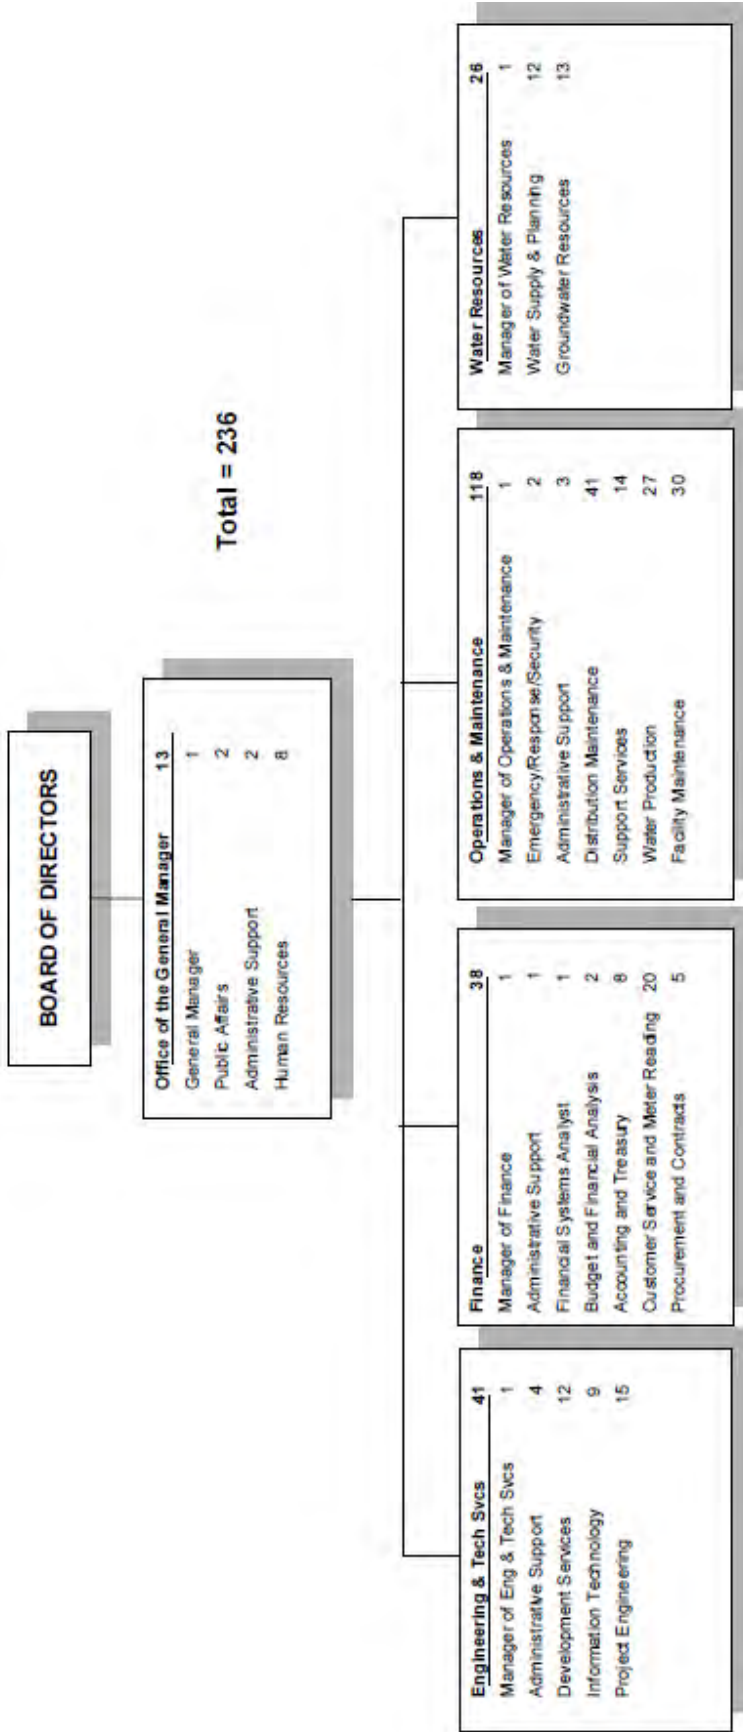 BOARD OF DIRECTORS
Office of the General Manager 13
General Manager 1
Public Affairs 2
Administrative Support 2
Human Resources 8
Total = 236
Engineering & Tech Svcs 41
Manager of Eng & Tech Svcs 1
Administrative Support 4
Development Services 12
Information Technology 9
Project Engineering 15
Finance 38
Manager of Finance 1
Administrative Support 1
Financial Systems Analyst 1
Budget and Financial Analysis 2
Accounting and Treasury 8
Customer Service and Meter Reading 20
Procurement and Contracts 5
Operations & Maintenance 118
Manager of Operations & Maintenance 1
Emergency/Response/Security 2
Administrative Support 3
Distribution Maintenance 41
Support Services 14
Water Production 27
Facility Maintenance 30
Water Resources 26
Manager of Water Resources 1
Water Supply & Planning 12
Groundwater Resources 13